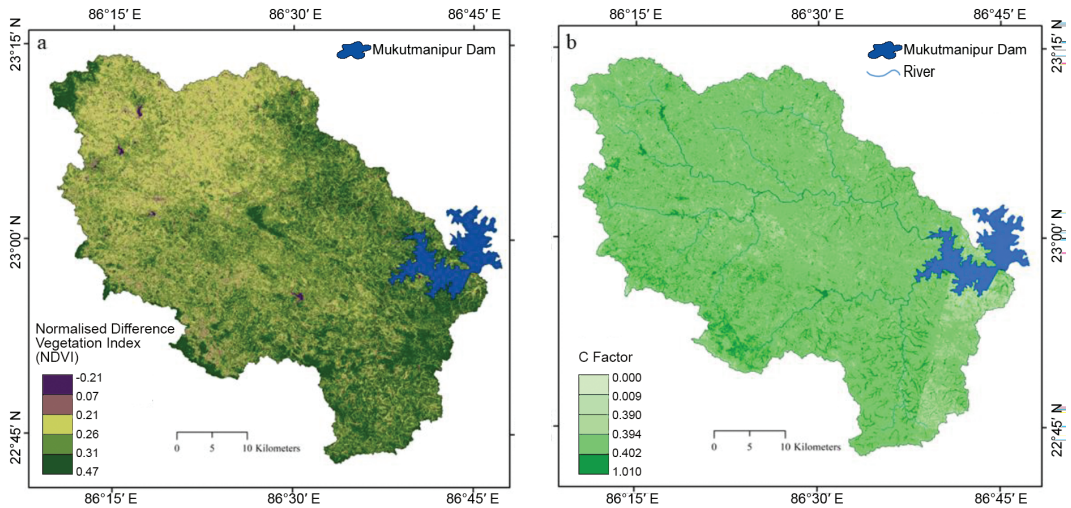 86°15′ E 86°30′ E 86°45′ E
a
Mukutmanipur Dam
23°15′ N
23°00′ N
22°45′ N
Normalised Difference
Vegetation Index
(NDVI)
-0.21
0.07
0.21
0.26
0.31
0.47
0 5 10 Kilometers
86°15′ E 86°30′ E 86°45′ E
86°15′ E 86°30′ E 86°45′ E
b
Mukutmanipur Dam
River
23°15′ N
23°00′ N
22°45′ N
C Factor
0.000
0.009
0.390
0.394
0.402
1.010
0 5 10 Kilometers
86°15′ E 86°30′ E 86°45′ E